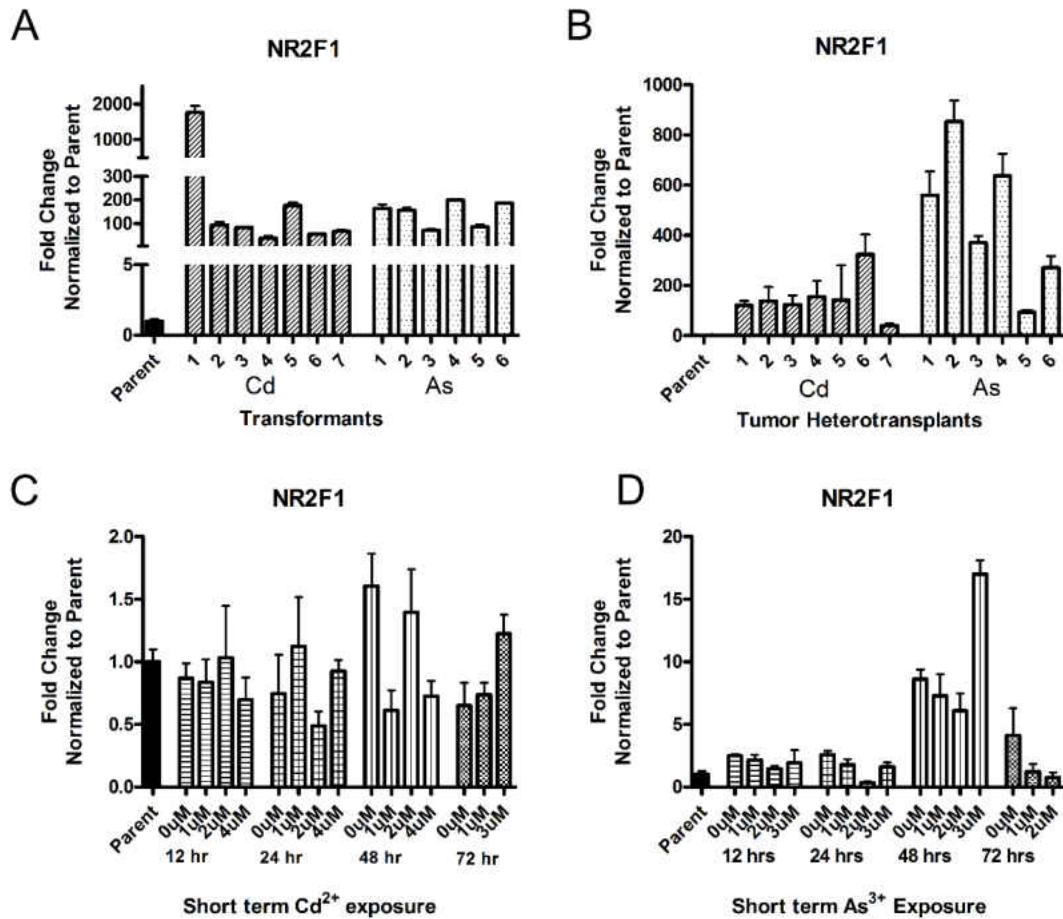 A
NR2F1
Fold Change
Normalized to Parent
2000
1000
300
200
100
5
0
Parent
1 2 3 4 5 6 7 1 2 3 4 5 6
Cd As
Transformants
B
NR2F1
Fold Change
Normalized to Parent
1000
800
600
400
200
0
Parent
1 2 3 4 5 6 7 1 2 3 4 5 6
Cd As
Tumor Heterotransplants
C
NR2F1
Fold Change
Normalized to Parent
2.0
1.5
1.0
0.5
0.0
Parent 0uM 1uM 2uM 4uM 0uM 1uM 2uM 4uM 0uM 1uM 2uM 4uM 0uM 1uM 3uM
12 hr 24 hr 48 hr 72 hr
Short term Cd²⁺ exposure
D
NR2F1
Fold Change
Normalized to Parent
20
15
10
5
0
Parent 0uM 1uM 2uM 3uM 0uM 1uM 2uM 3uM 0uM 1uM 2uM 3uM 0uM 1uM 2uM
12 hrs 24 hrs 48 hrs 72 hrs
Short term As³⁺ Exposure